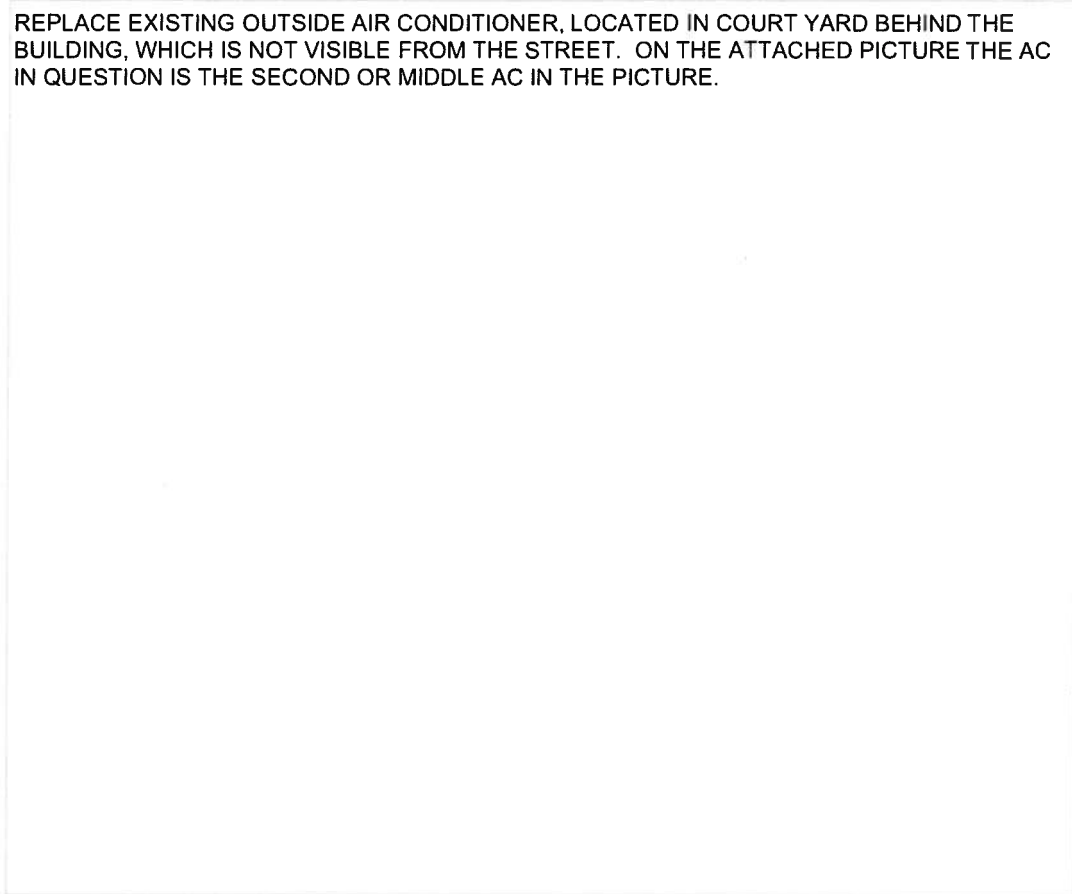 REPLACE EXISTING OUTSIDE AIR CONDITIONER, LOCATED IN COURT YARD BEHIND THE
BUILDING, WHICH IS NOT VISIBLE FROM THE STREET. ON THE ATTACHED PICTURE THE AC
IN QUESTION IS THE SECOND OR MIDDLE AC IN THE PICTURE.